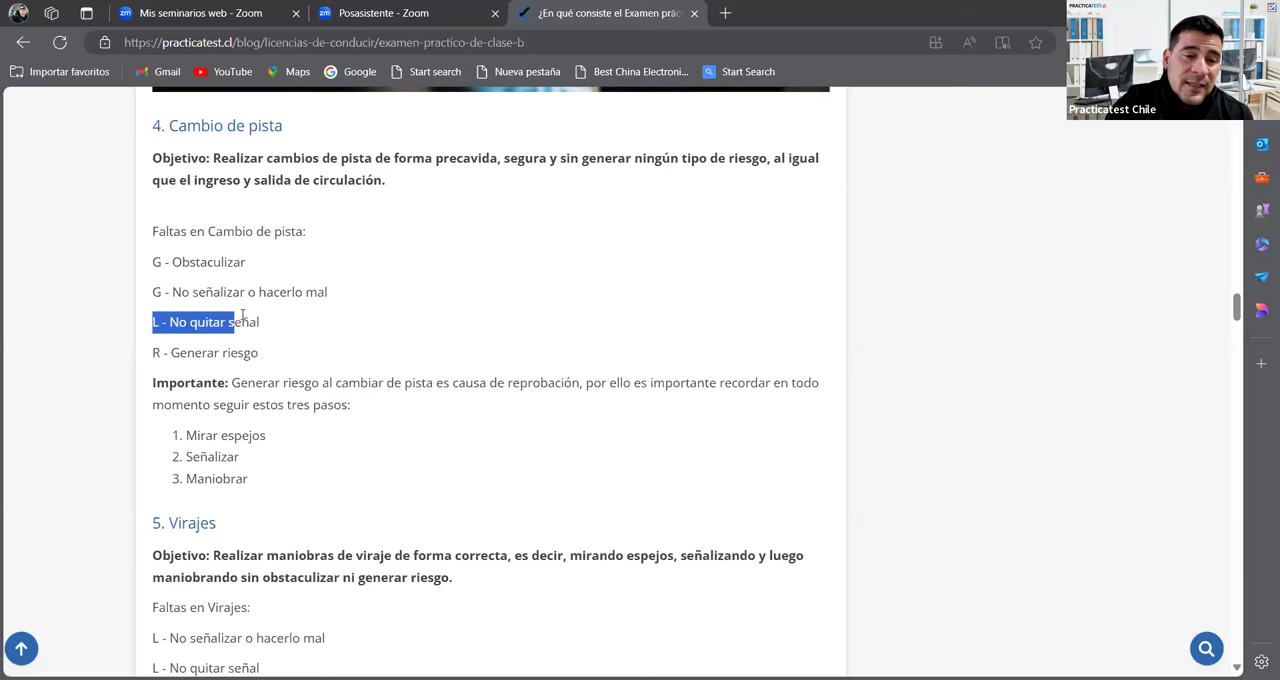 Mis seminarios web - Zoom
Posasistente - Zoom
¿En qué consiste el Examen prác
https://practicatest.cl/blog/licencias-de-conducir/examen-practico-de-clase-b
Importar favoritos
Gmail
YouTube
Maps
Google
Start search
Nueva pestaña
Best China Electroni...
Start Search
PRACTICATEST.cl
Practicatest Chile
4. Cambio de pista
Objetivo: Realizar cambios de pista de forma precavida, segura y sin generar ningún tipo de riesgo, al igual
que el ingreso y salida de circulación.
Faltas en Cambio de pista:
G - Obstaculizar
G - No señalizar o hacerlo mal
L - No quitar señal
R - Generar riesgo
Importante: Generar riesgo al cambiar de pista es causa de reprobación, por ello es importante recordar en todo
momento seguir estos tres pasos:
1. Mirar espejos
2. Señalizar
3. Maniobrar
5. Virajes
Objetivo: Realizar maniobras de viraje de forma correcta, es decir, mirando espejos, señalizando y luego
maniobrando sin obstaculizar ni generar riesgo.
Faltas en Virajes:
L - No señalizar o hacerlo mal
L - No quitar señal